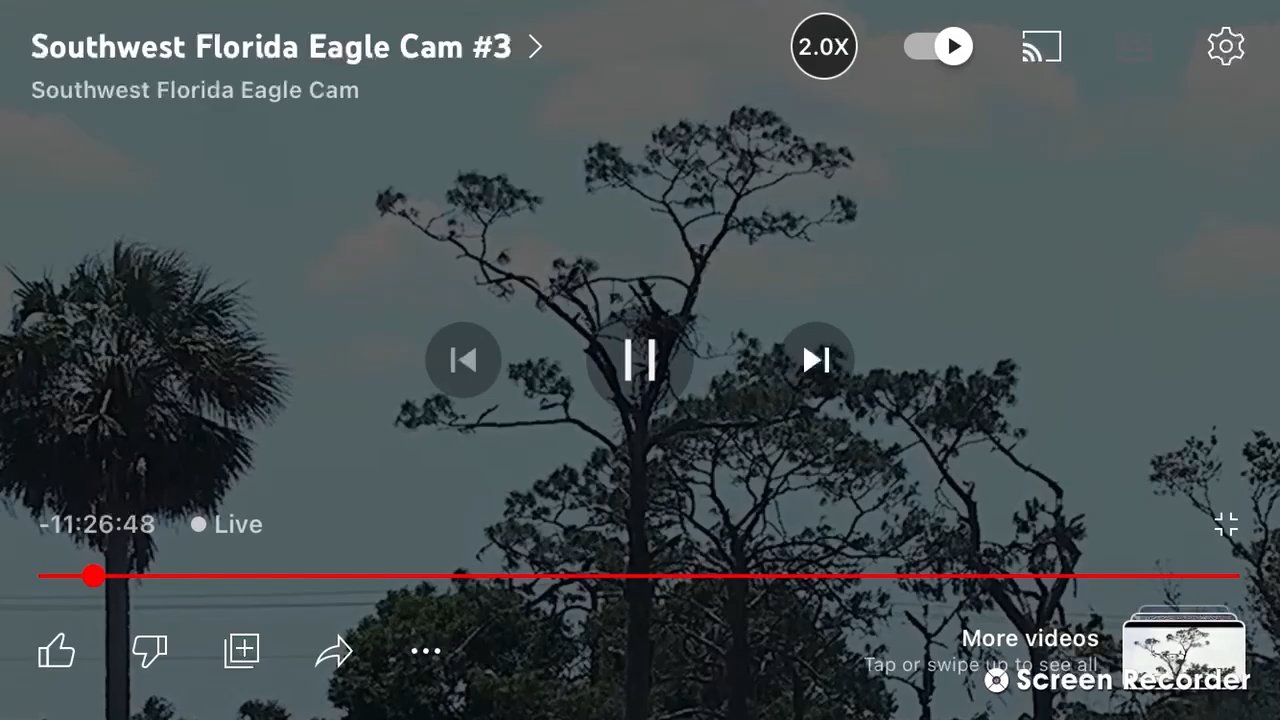 Southwest Florida Eagle Cam #3
2.0X
Southwest Florida Eagle Cam
-11:26:48
Live
More videos
Tap or swipe up to see all
Screen Recorder